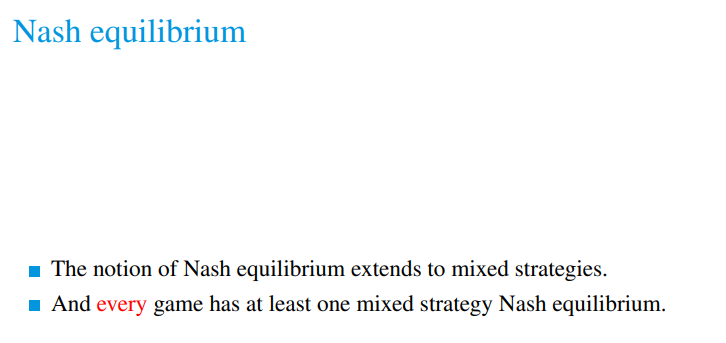 Nash equilibrium
The notion of Nash equilibrium extends to mixed strategies.
And every game has at least one mixed strategy Nash equilibrium.